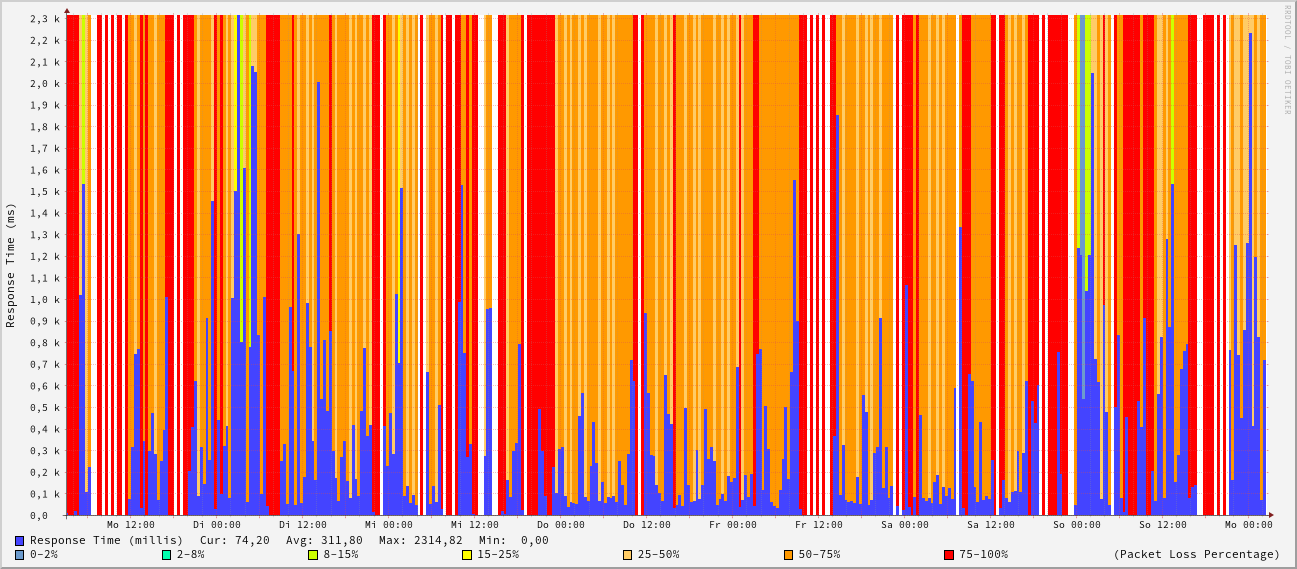 RRDTOOL / TOBI OETIKER
Response Time (ms)
2,3 k
2,2 k
2,1 k
2,0 k
1,9 k
1,8 k
1,7 k
1,6 k
1,5 k
1,4 k
1,3 k
1,2 k
1,1 k
1,0 k
0,9 k
0,8 k
0,7 k
0,6 k
0,5 k
0,4 k
0,3 k
0,2 k
0,1 k
0,0
Mo 12:00 Di 00:00 Di 12:00 Mi 00:00 Mi 12:00 Do 00:00 Do 12:00 Fr 00:00 Fr 12:00 Sa 00:00 Sa 12:00 So 00:00 So 12:00 Mo 00:00
Response Time (millis) Cur: 74,20 Avg: 311,80 Max: 2314,82 Min: 0,00
0-2% 2-8% 8-15% 15-25% 25-50% 50-75% 75-100% (Packet Loss Percentage)